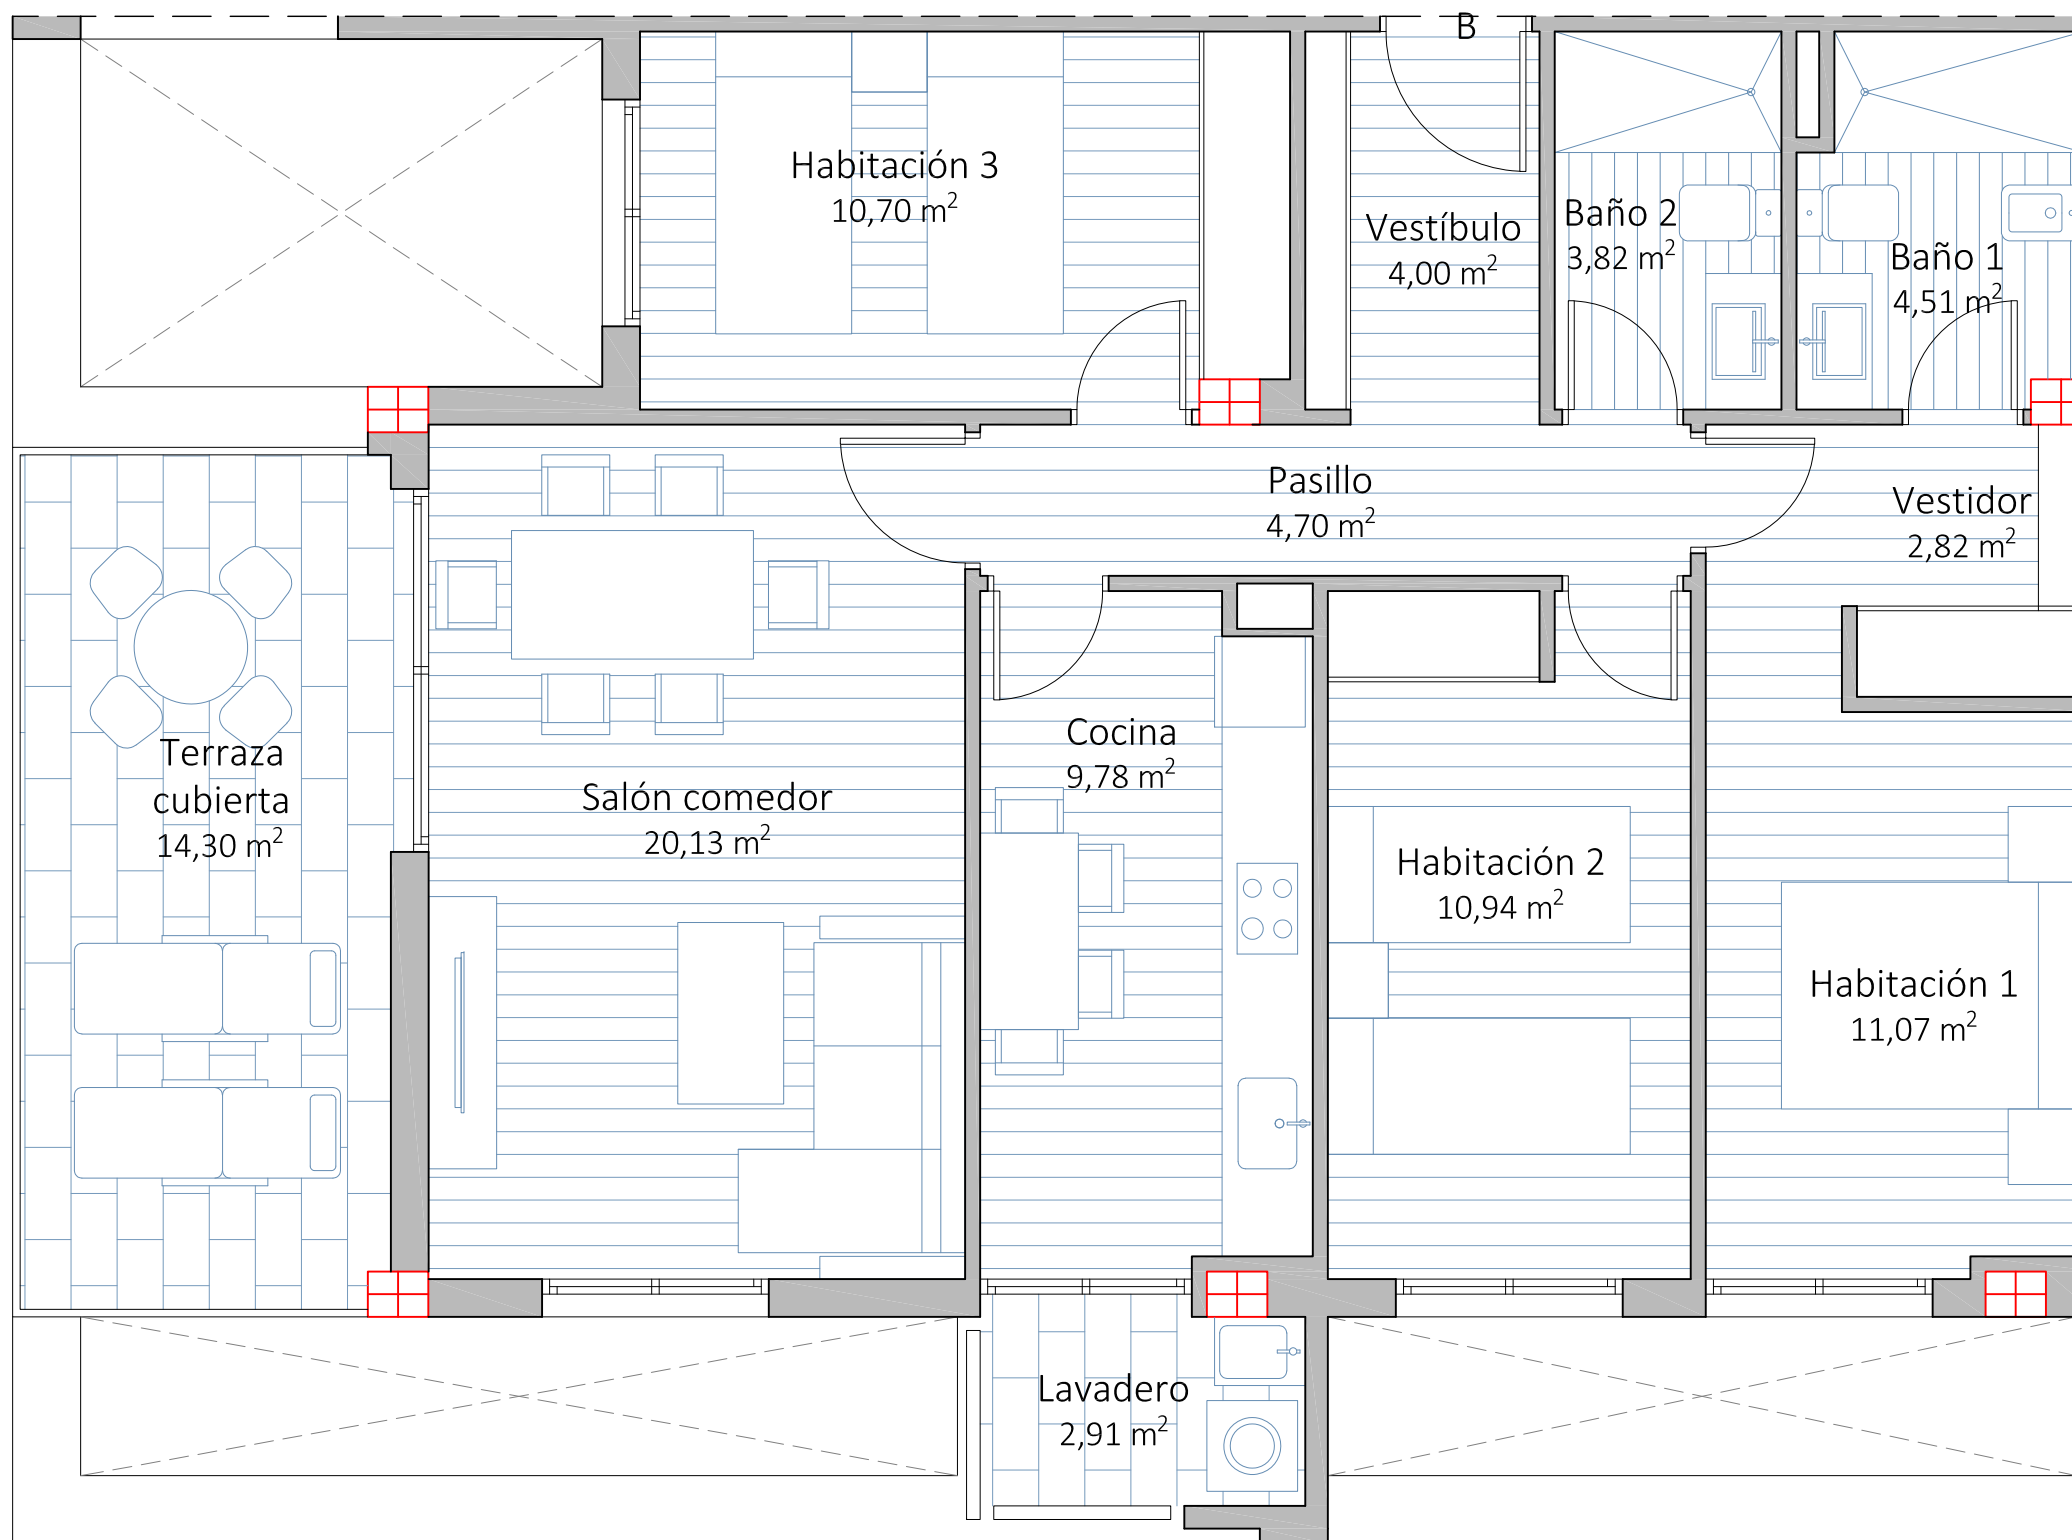 B
Habitación 3
10,70 m²
Vestíbulo
4,00 m²
Baño 2
3,82 m²
Baño 1
4,51 m²
Pasillo
4,70 m²
Vestidor
2,82 m²
Terraza
cubierta
14,30 m²
Salón comedor
20,13 m²
Cocina
9,78 m²
Habitación 2
10,94 m²
Habitación 1
11,07 m²
Lavadero
2,91 m²